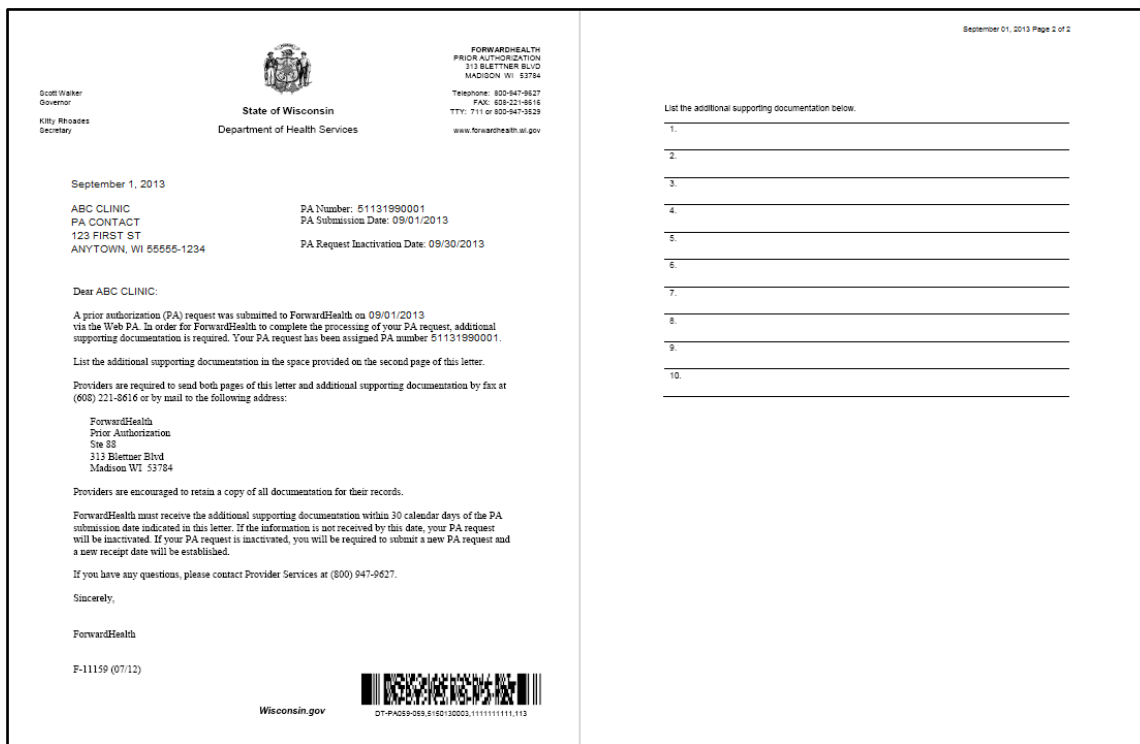 FORWARDHEALTH
PRIOR AUTHORIZATION
313 BLETTNER BLVD
MADISON WI 53784
Scott Walker
Governor
Kitty Rhoades
Secretary
State of Wisconsin
Department of Health Services
Telephone: 800-947-9627
FAX: 608-221-8616
TTY: 711 or 800-947-3529
www.forwardhealth.wi.gov
September 1, 2013
ABC CLINIC
PA CONTACT
123 FIRST ST
ANYTOWN, WI 55555-1234
PA Number: 51131990001
PA Submission Date: 09/01/2013
PA Request Inactivation Date: 09/30/2013
Dear ABC CLINIC:
A prior authorization (PA) request was submitted to ForwardHealth on 09/01/2013
via the Web PA. In order for ForwardHealth to complete the processing of your PA request, additional
supporting documentation is required. Your PA request has been assigned PA number 51131990001.
List the additional supporting documentation in the space provided on the second page of this letter.
Providers are required to send both pages of this letter and additional supporting documentation by fax at
(608) 221-8616 or by mail to the following address:
ForwardHealth
Prior Authorization
Ste 88
313 Blettner Blvd
Madison WI 53784
Providers are encouraged to retain a copy of all documentation for their records.
ForwardHealth must receive the additional supporting documentation within 30 calendar days of the PA
submission date indicated in this letter. If the information is not received by this date, your PA request
will be inactivated. If your PA request is inactivated, you will be required to submit a new PA request and
a new receipt date will be established.
If you have any questions, please contact Provider Services at (800) 947-9627.
Sincerely,
ForwardHealth
F-11159 (07/12)
Wisconsin.gov
DT-PA059-059,5150130003,1111111111,113
September 01, 2013 Page 2 of 2
List the additional supporting documentation below.
1.
2.
3.
4.
5.
6.
7.
8.
9.
10.